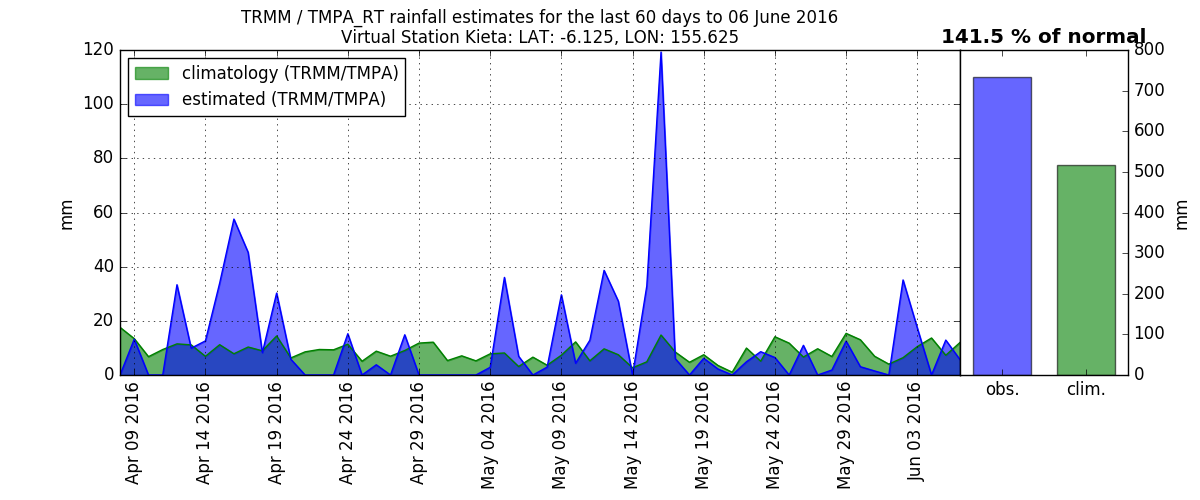 TRMM / TMPA_RT rainfall estimates for the last 60 days to 06 June 2016
Virtual Station Kieta: LAT: -6.125, LON: 155.625
141.5 % of normal
climatology (TRMM/TMPA)
estimated (TRMM/TMPA)
120
100
80
60
40
20
0
mm
Apr 09 2016
Apr 14 2016
Apr 19 2016
Apr 24 2016
Apr 29 2016
May 04 2016
May 09 2016
May 14 2016
May 19 2016
May 24 2016
May 29 2016
Jun 03 2016
800
700
600
500
400
300
200
100
0
mm
obs.
clim.